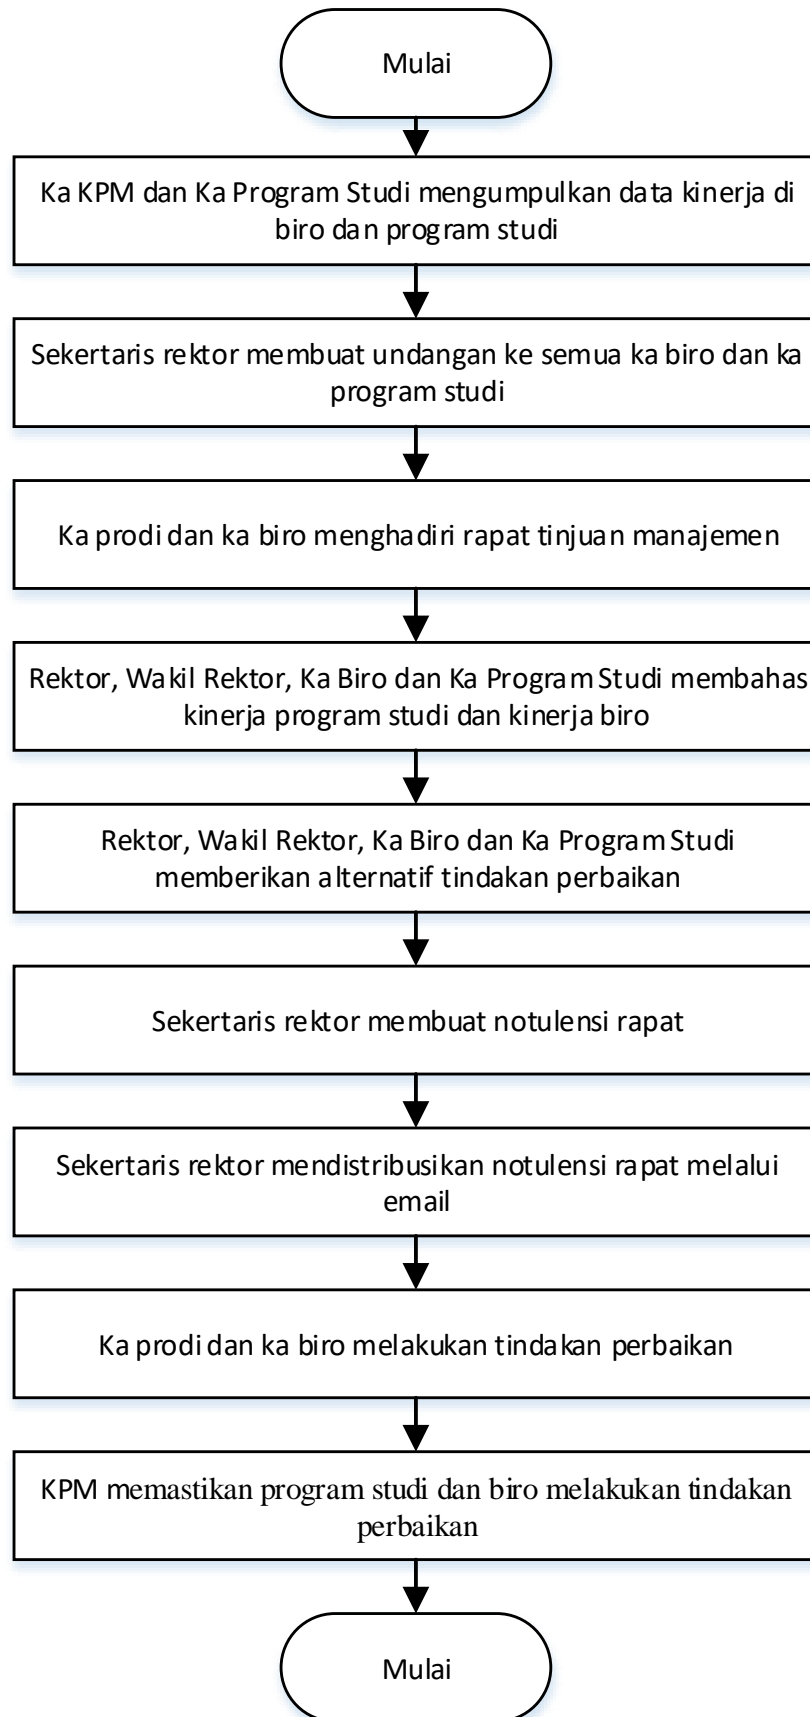 Mulai
Ka KPM dan Ka Program Studi mengumpulkan data kinerja di
biro dan program studi
Sekertaris rektor membuat undangan ke semua ka biro dan ka
program studi
Ka prodi dan ka biro menghadiri rapat tinjuan manajemen
Rektor, Wakil Rektor, Ka Biro dan Ka Program Studi membahas
kinerja program studi dan kinerja biro
Rektor, Wakil Rektor, Ka Biro dan Ka Program Studi
memberikan alternatif tindakan perbaikan
Sekertaris rektor membuat notulensi rapat
Sekertaris rektor mendistribusikan notulensi rapat melalui
email
Ka prodi dan ka biro melakukan tindakan perbaikan
KPM memastikan program studi dan biro melakukan tindakan
perbaikan
Mulai